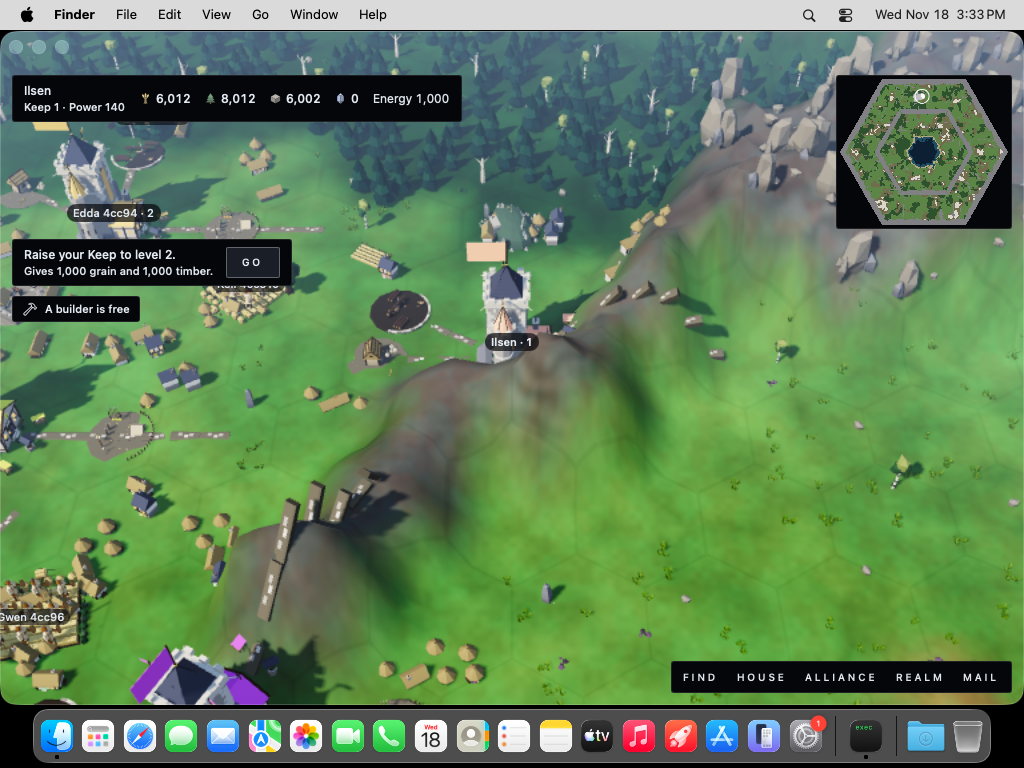 Finder File Edit View Go Window Help Wed Nov 18 3:33 PM
Ilsen
Keep 1 · Power 140
6,012 8,012 6,002 0 Energy 1,000
Edda 4cc94 · 2
Raise your Keep to level 2.
Gives 1,000 grain and 1,000 timber.
GO
A builder is free
Ilsen · 1
Gwen 4cc96
FIND HOUSE ALLIANCE REALM MAIL
Wed
18
tv
1
exec